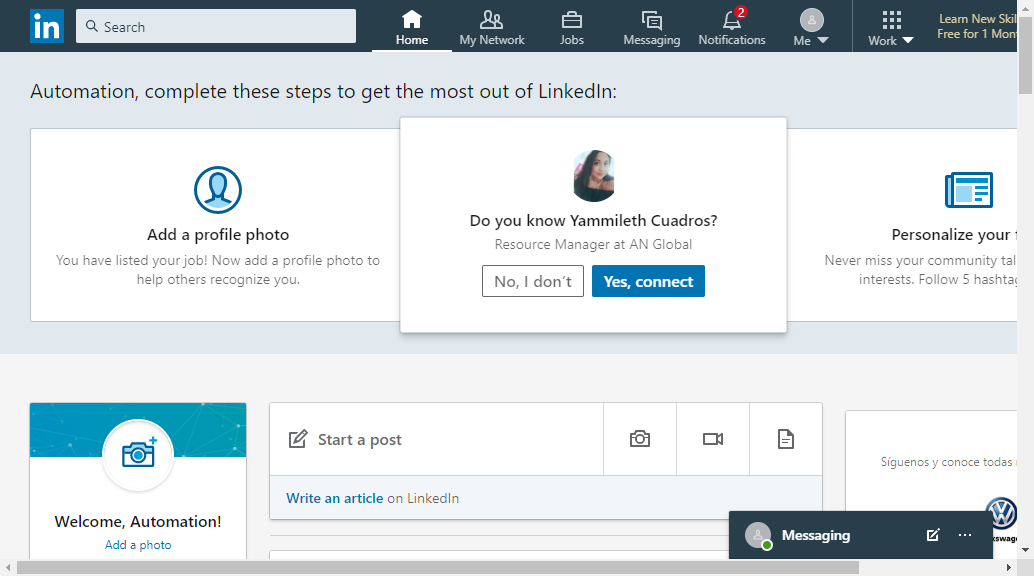 in
Search
Home
My Network
Jobs
Messaging
2
Notifications
Me
Work
Learn New Skil
Free for 1 Mon
Automation, complete these steps to get the most out of LinkedIn:
Add a profile photo
You have listed your job! Now add a profile photo to
help others recognize you.
Do you know Yammileth Cuadros?
Resource Manager at AN Global
No, I don't
Yes, connect
Personalize your f
Never miss your community tal
interests. Follow 5 hashtag
Welcome, Automation!
Add a photo
Start a post
Write an article on LinkedIn
Síguenos y conoce todas
Messaging